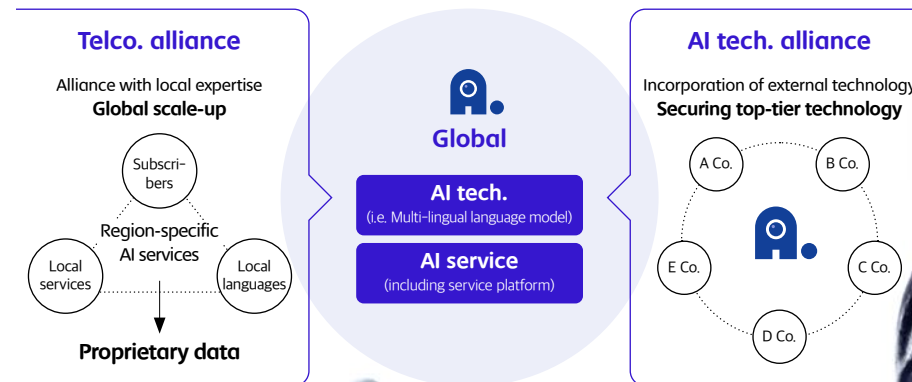 Telco. alliance
Alliance with local expertise
Global scale-up
Subscri-
bers
Region-specific
AI services
Local
services
Local
languages
Proprietary data
Global
AI tech.
(i.e. Multi-lingual language model)
AI service
(including service platform)
AI tech. alliance
Incorporation of external technology
Securing top-tier technology
A Co.
B Co.
E Co.
C Co.
D Co.